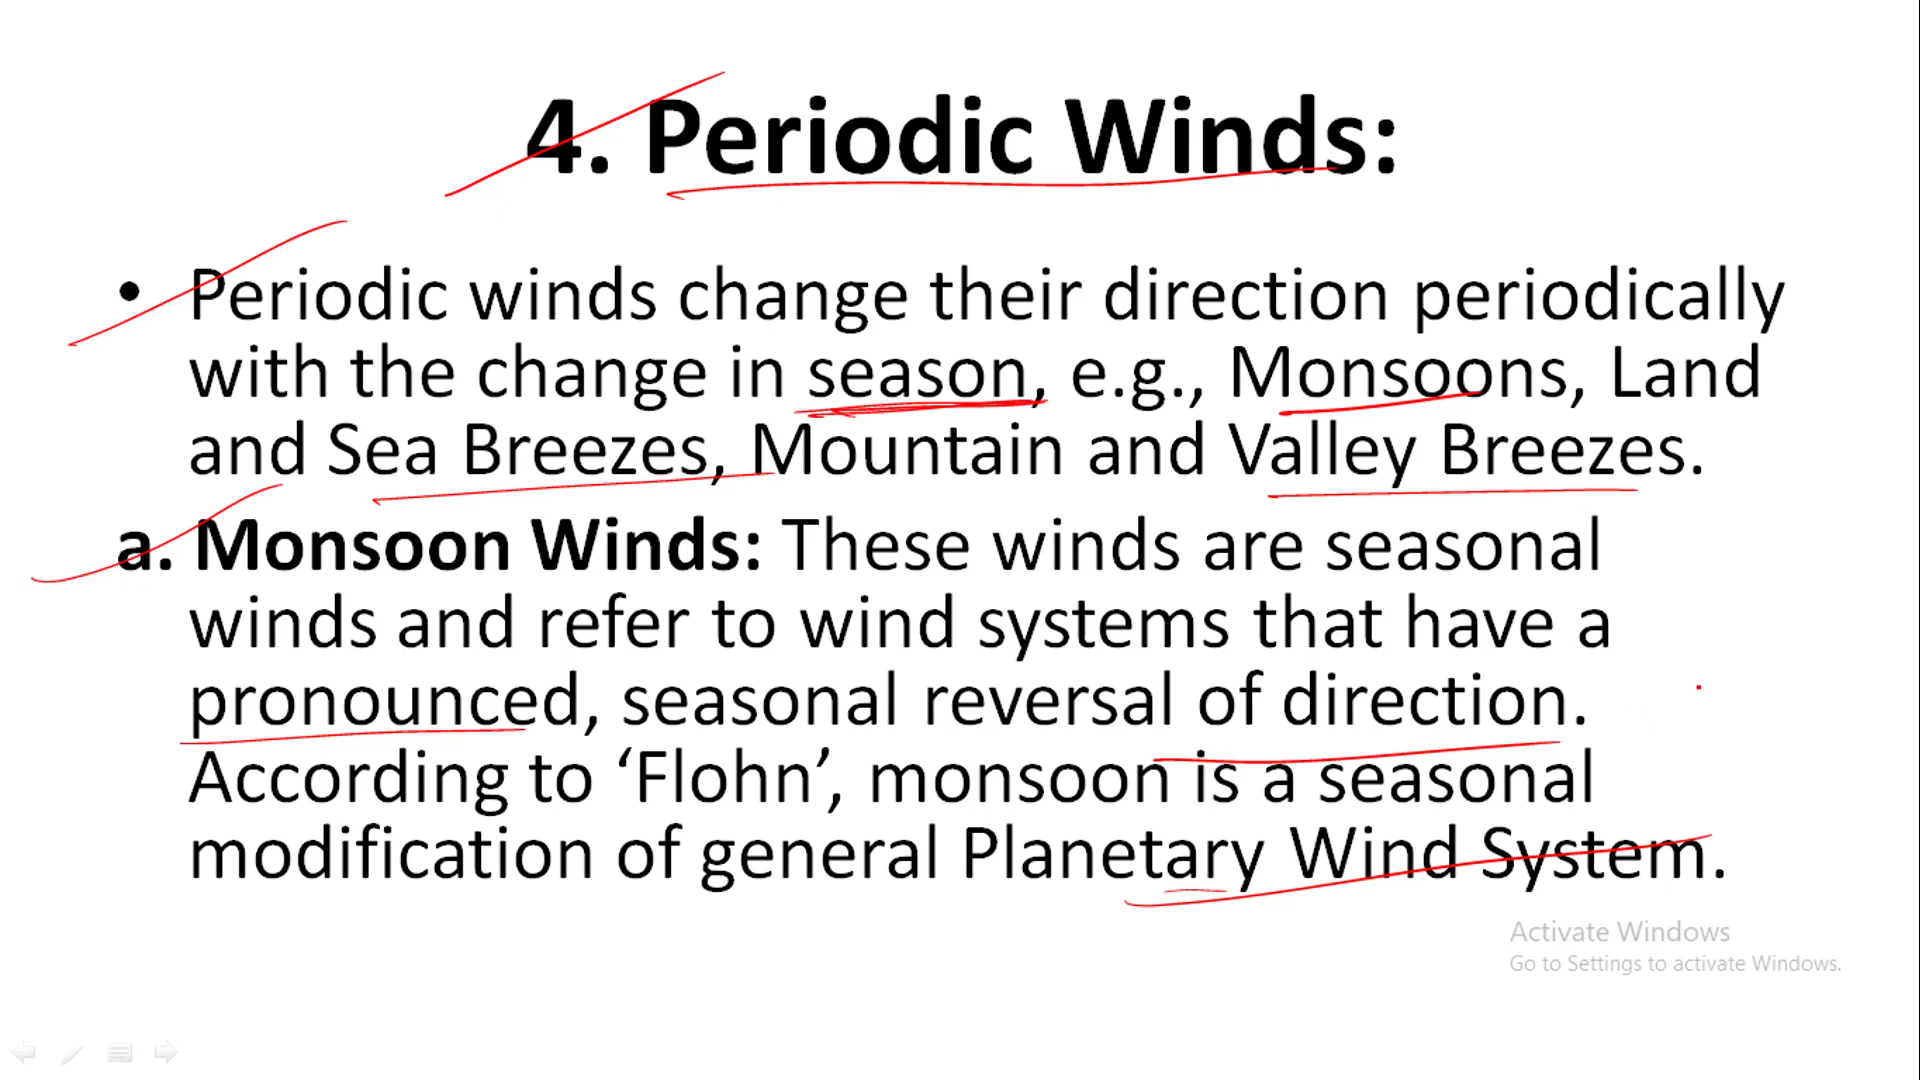 4. Periodic Winds:
• Periodic winds change their direction periodically
with the change in season, e.g., Monsoons, Land
and Sea Breezes, Mountain and Valley Breezes.
a. Monsoon Winds: These winds are seasonal
winds and refer to wind systems that have a
pronounced, seasonal reversal of direction.
According to ‘Flohn’, monsoon is a seasonal
modification of general Planetary Wind System.
Activate Windows
Go to Settings to activate Windows.